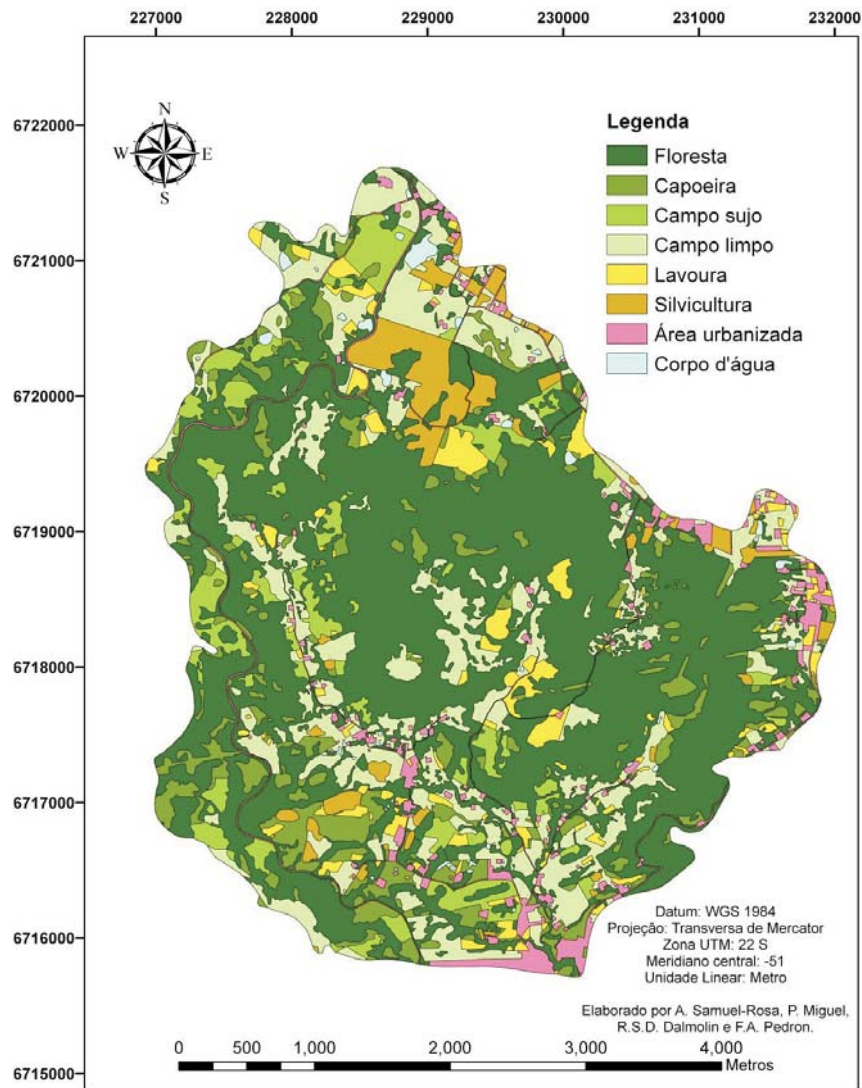 227000 228000 229000 230000 231000 232000
6722000
6721000
6720000
6719000
6718000
6717000
6716000
6715000
N
W E
S
Legenda
Floresta
Capoeira
Campo sujo
Campo limpo
Lavoura
Silvicultura
Área urbanizada
Corpo d'água
Datum: WGS 1984
Projeção: Transversa de Mercator
Zona UTM: 22 S
Meridiano central: -51
Unidade Linear: Metro
Elaborado por A. Samuel-Rosa, P. Miguel,
R.S.D. Dalmolin e F.A. Pedron.
0 500 1,000 2,000 3,000 4,000
Metros